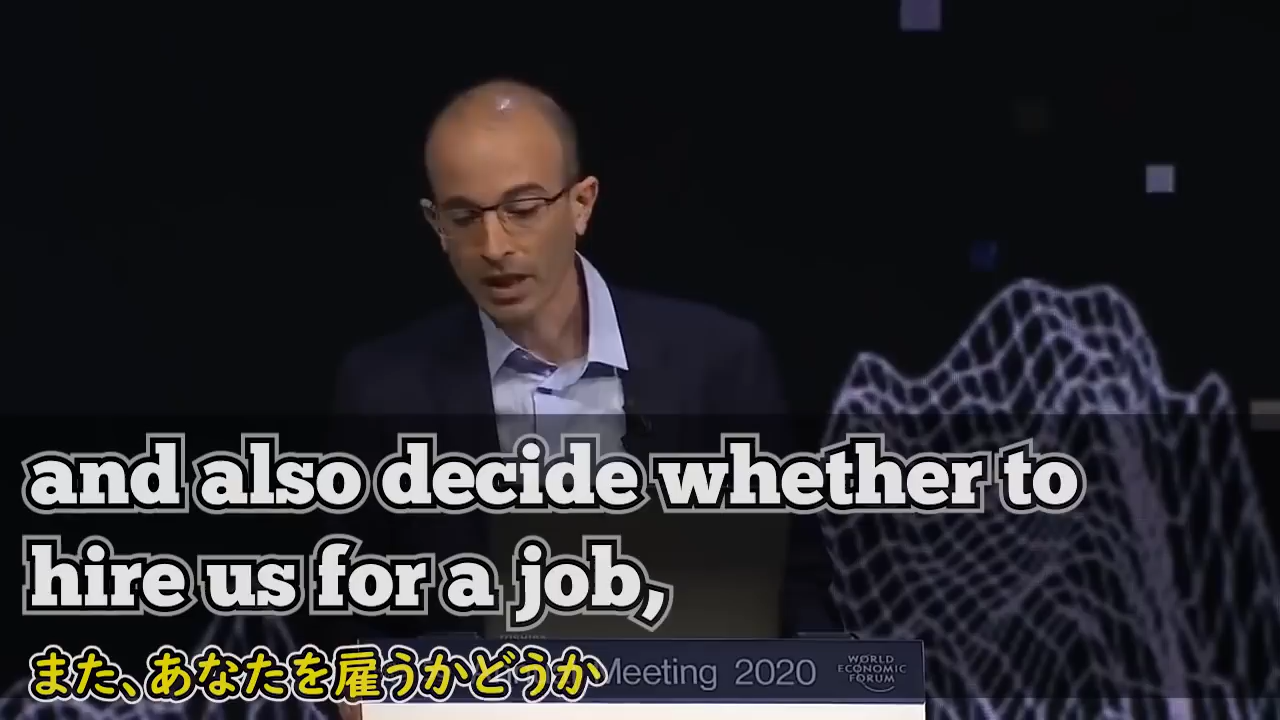 and also decide whether to
hire us for a job,
また、あなたを雇うかどうか
Meeting 2020
WORLD
ECONOMIC
FORUM
TOSHIBA